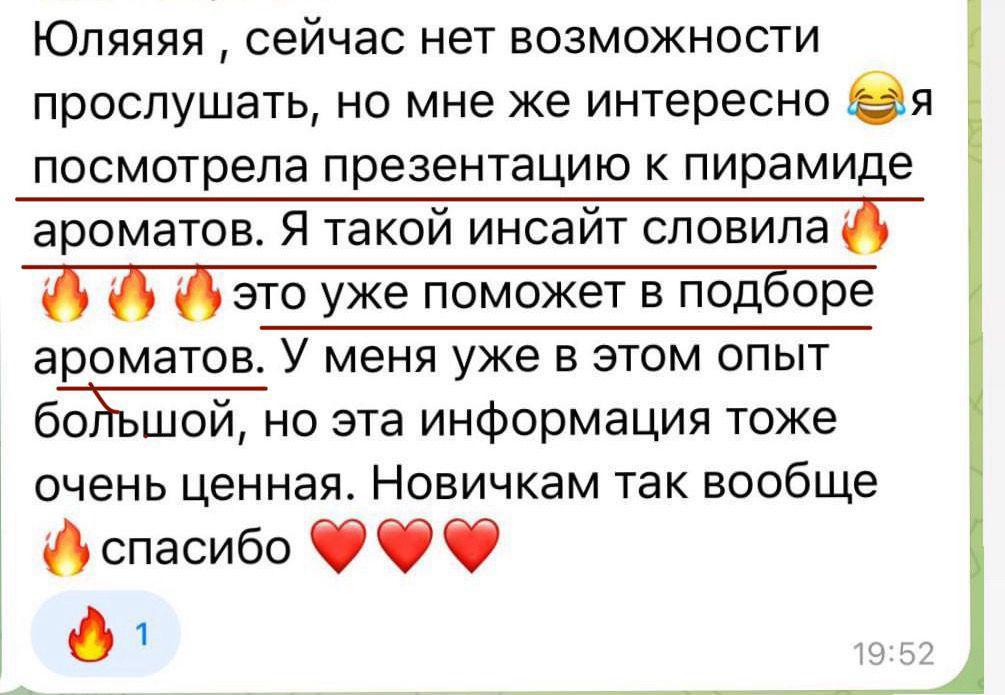 Юляяяя , сейчас нет возможности
прослушать, но мне же интересно 😂я
посмотрела презентацию к пирамиде
ароматов. Я такой инсайт словила🔥
🔥🔥🔥это уже поможет в подборе
ароматов. У меня уже в этом опыт
большой, но эта информация тоже
очень ценная. Новичкам так вообще
🔥спасибо ❤️❤️❤️
🔥 1
19:52